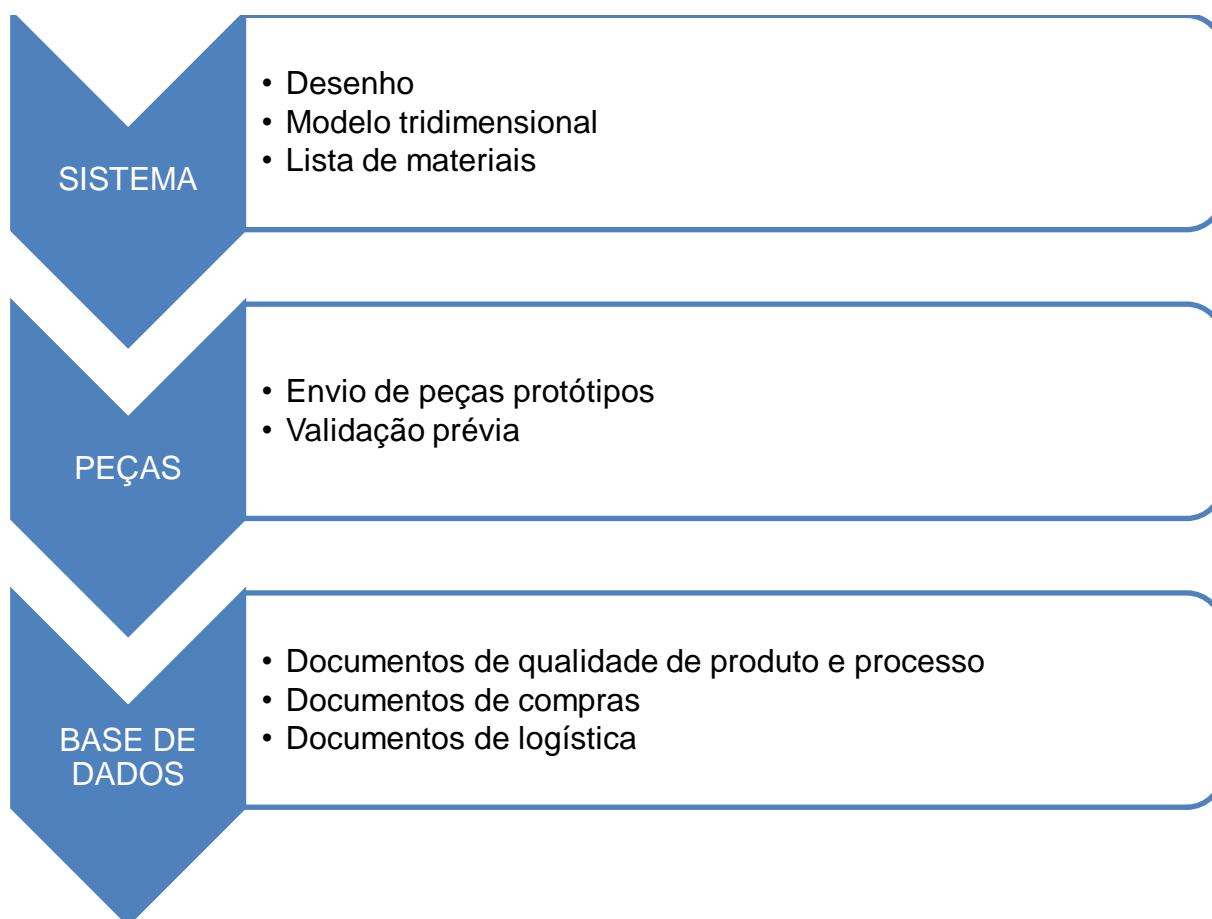 SISTEMA
• Desenho
• Modelo tridimensional
• Lista de materiais
PEÇAS
• Envio de peças protótipos
• Validação prévia
BASE DE
DADOS
• Documentos de qualidade de produto e processo
• Documentos de compras
• Documentos de logística